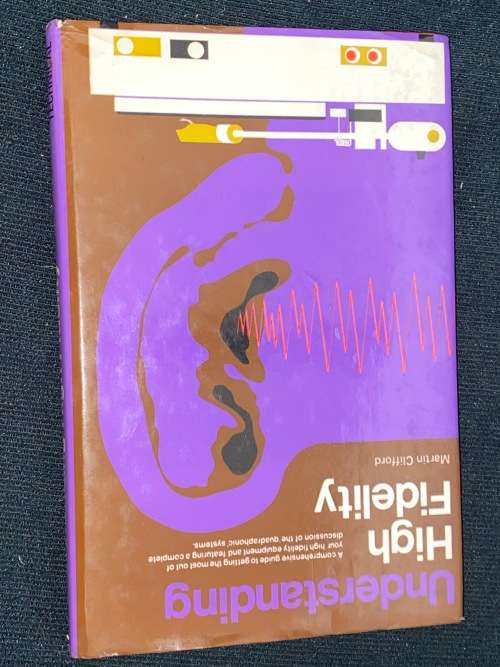 Understanding
High
Fidelity
A comprehensive guide to getting the most out of
your high fidelity equipment and featuring a complete
discussion of the quadraphonic systems.
Martin Clifford